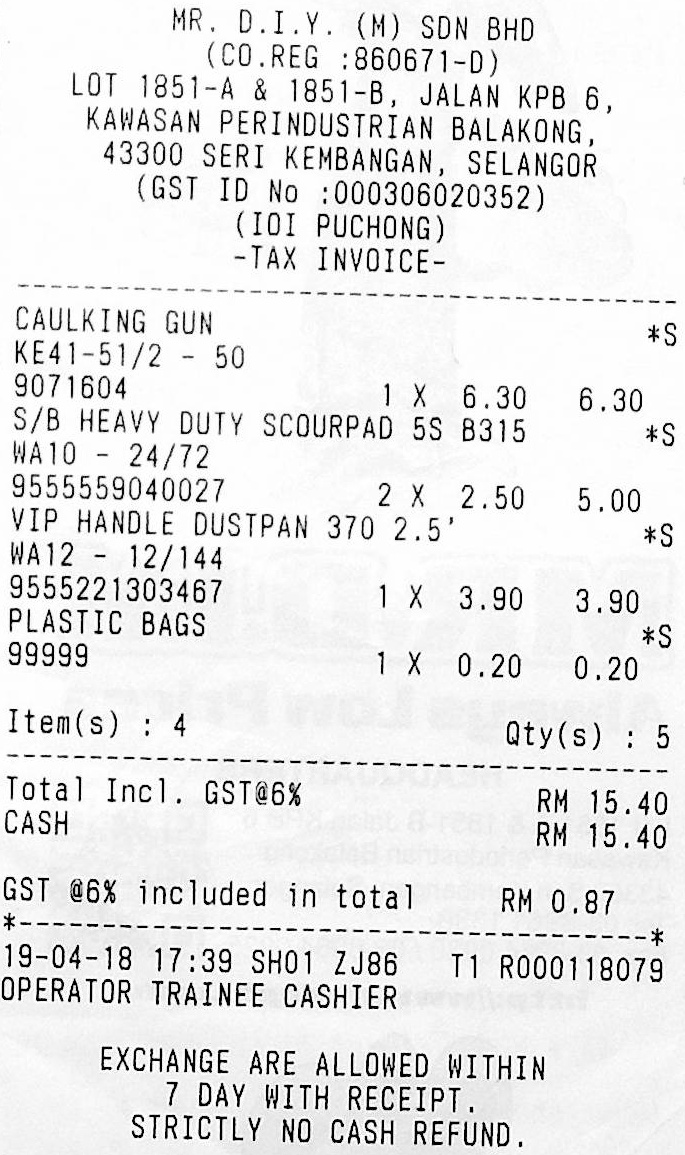 MR. D.I.Y. (M) SDN BHD
(CO.REG :860671-D)
LOT 1851-A & 1851-B, JALAN KPB 6,
KAWASAN PERINDUSTRIAN BALAKONG,
43300 SERI KEMBANGAN, SELANGOR
(GST ID No :000306020352)
(IOI PUCHONG)
-TAX INVOICE-
CAULKING GUN *S
KE41-51/2 - 50
9071604 1 X 6.30 6.30
S/B HEAVY DUTY SCOURPAD 5S B315 *S
WA10 - 24/72
9555559040027 2 X 2.50 5.00
VIP HANDLE DUSTPAN 370 2.5' *S
WA12 - 12/144
9555221303467 1 X 3.90 3.90
PLASTIC BAGS *S
99999 1 X 0.20 0.20
Item(s) : 4 Qty(s) : 5
Total Incl. GST@6% RM 15.40
CASH RM 15.40
GST @6% included in total RM 0.87
*--------------------------------------*
19-04-18 17:39 SH01 ZJ86 T1 R000118079
OPERATOR TRAINEE CASHIER
EXCHANGE ARE ALLOWED WITHIN
7 DAY WITH RECEIPT.
STRICTLY NO CASH REFUND.